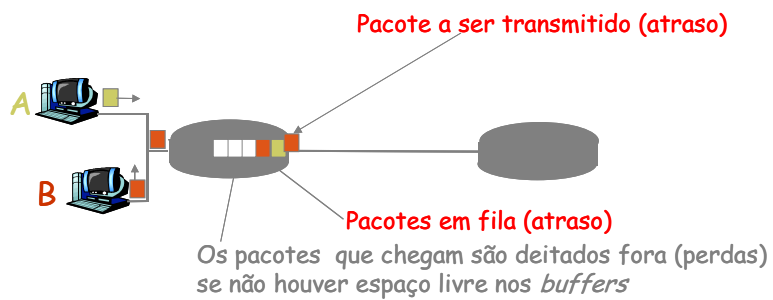 Pacote a ser transmitido (atraso)
A
B
Pacotes em fila (atraso)
Os pacotes que chegam são deitados fora (perdas)
se não houver espaço livre nos buffers